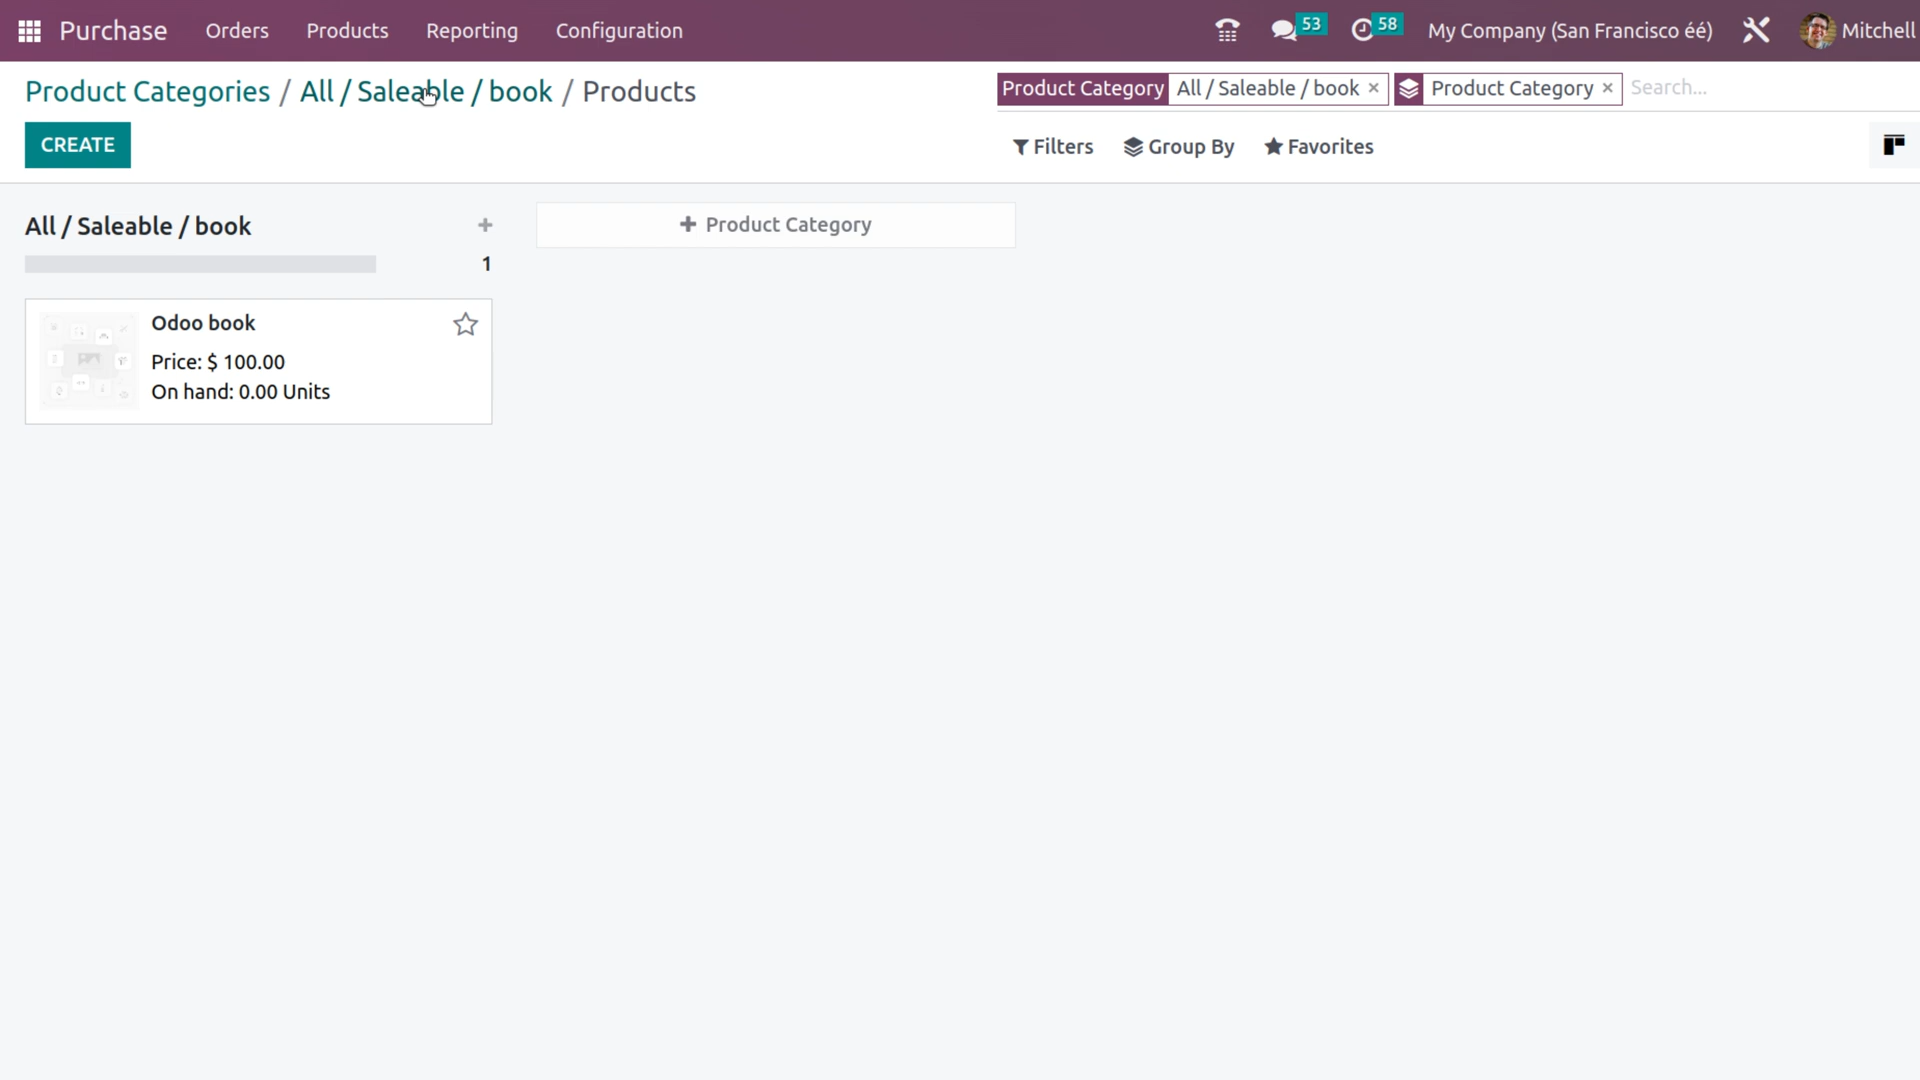 Purchase Orders Products Reporting Configuration 53 58 My Company (San Francisco éé) Mitchell
Product Categories / All / Saleable / book / Products
Product Category All / Saleable / book × Product Category × Search...
CREATE
Filters Group By Favorites
All / Saleable / book +
+ Product Category
1
Odoo book
Price: $ 100.00
On hand: 0.00 Units